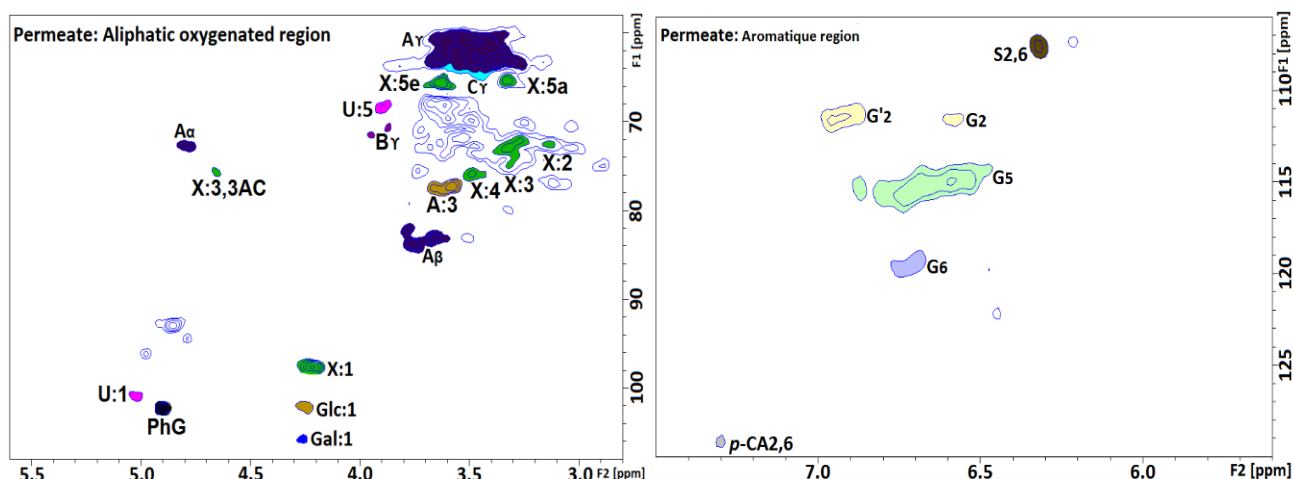 Permeate: Aliphatic oxygenated region
Aγ
X:5e
Cγ
X:5a
U:5
Bγ
Aα
X:2
X:3,3AC
X:4
X:3
A:3
Aβ
X:1
U:1
Glc:1
PhG
Gal:1
F1 [ppm]
70
80
90
100
5.5
5.0
4.5
4.0
3.5
3.0
F2 [ppm]
Permeate: Aromatique region
S2,6
G'2
G2
G5
G6
p-CA2,6
F1 [ppm]
110
115
120
125
7.0
6.5
6.0
F2 [ppm]